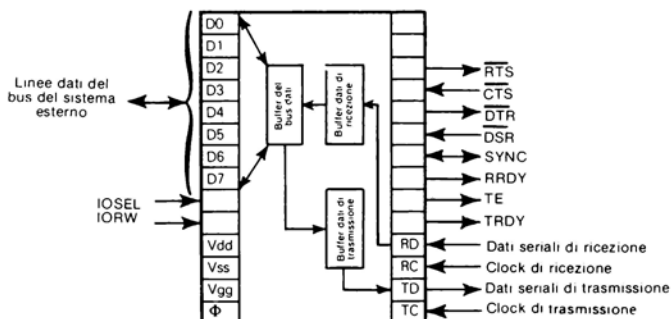 Linee dati del
bus del sistema
esterno
IOSEL
IORW
D0
D1
D2
D3
D4
D5
D6
D7
Vdd
Vss
Vgg
Φ
Buffer del
bus dati
Buffer dati di
ricezione
Buffer dati di
trasmissione
RD
RC
TD
TC
RTS
CTS
DTR
DSR
SYNC
RRDY
TE
TRDY
Dati seriali di ricezione
Clock di ricezione
Dati seriali di trasmissione
Clock di trasmissione